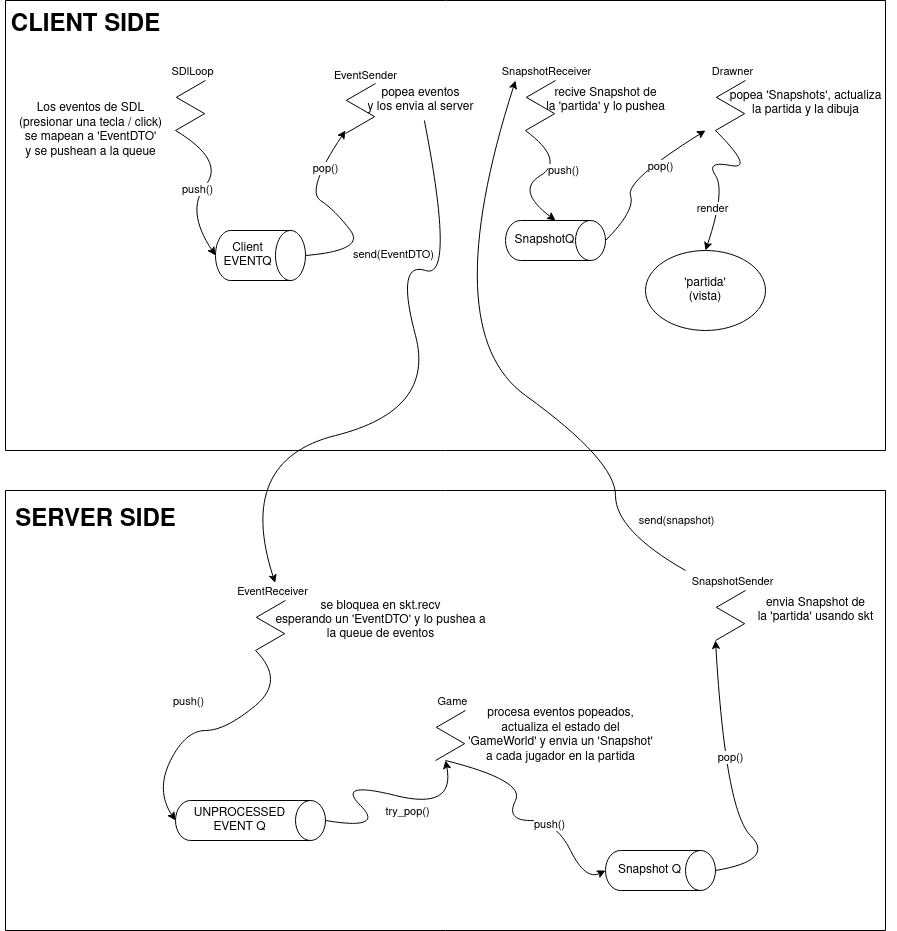 CLIENT SIDE
SDlLoop
Los eventos de SDL
(presionar una tecla / click)
se mapean a 'EventDTO'
y se pushean a la queue
push()
Client
EVENTQ
pop()
EventSender
popea eventos
y los envia al server
send(EventDTO)
SnapshotReceiver
recive Snapshot de
la 'partida' y lo pushea
push()
SnapshotQ
pop()
Drawner
popea 'Snapshots', actualiza
la partida y la dibuja
render
'partida'
(vista)
SERVER SIDE
send(snapshot)
EventReceiver
se bloquea en skt.recv
esperando un 'EventDTO' y lo pushea a
la queue de eventos
push()
UNPROCESSED
EVENT Q
try_pop()
Game
procesa eventos popeados,
actualiza el estado del
'GameWorld' y envia un 'Snapshot'
a cada jugador en la partida
push()
Snapshot Q
pop()
SnapshotSender
envia Snapshot de
la 'partida' usando skt